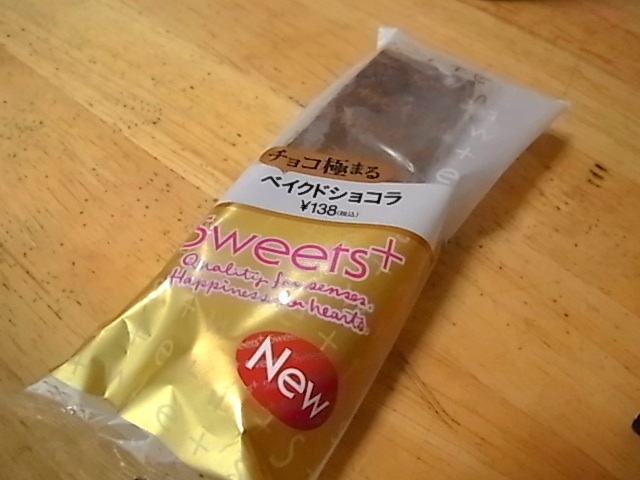 チョコ極まる
ベイクドショコラ
¥138(税込)
Sweets+
Quality for senses.
Happiness for hearts.
New